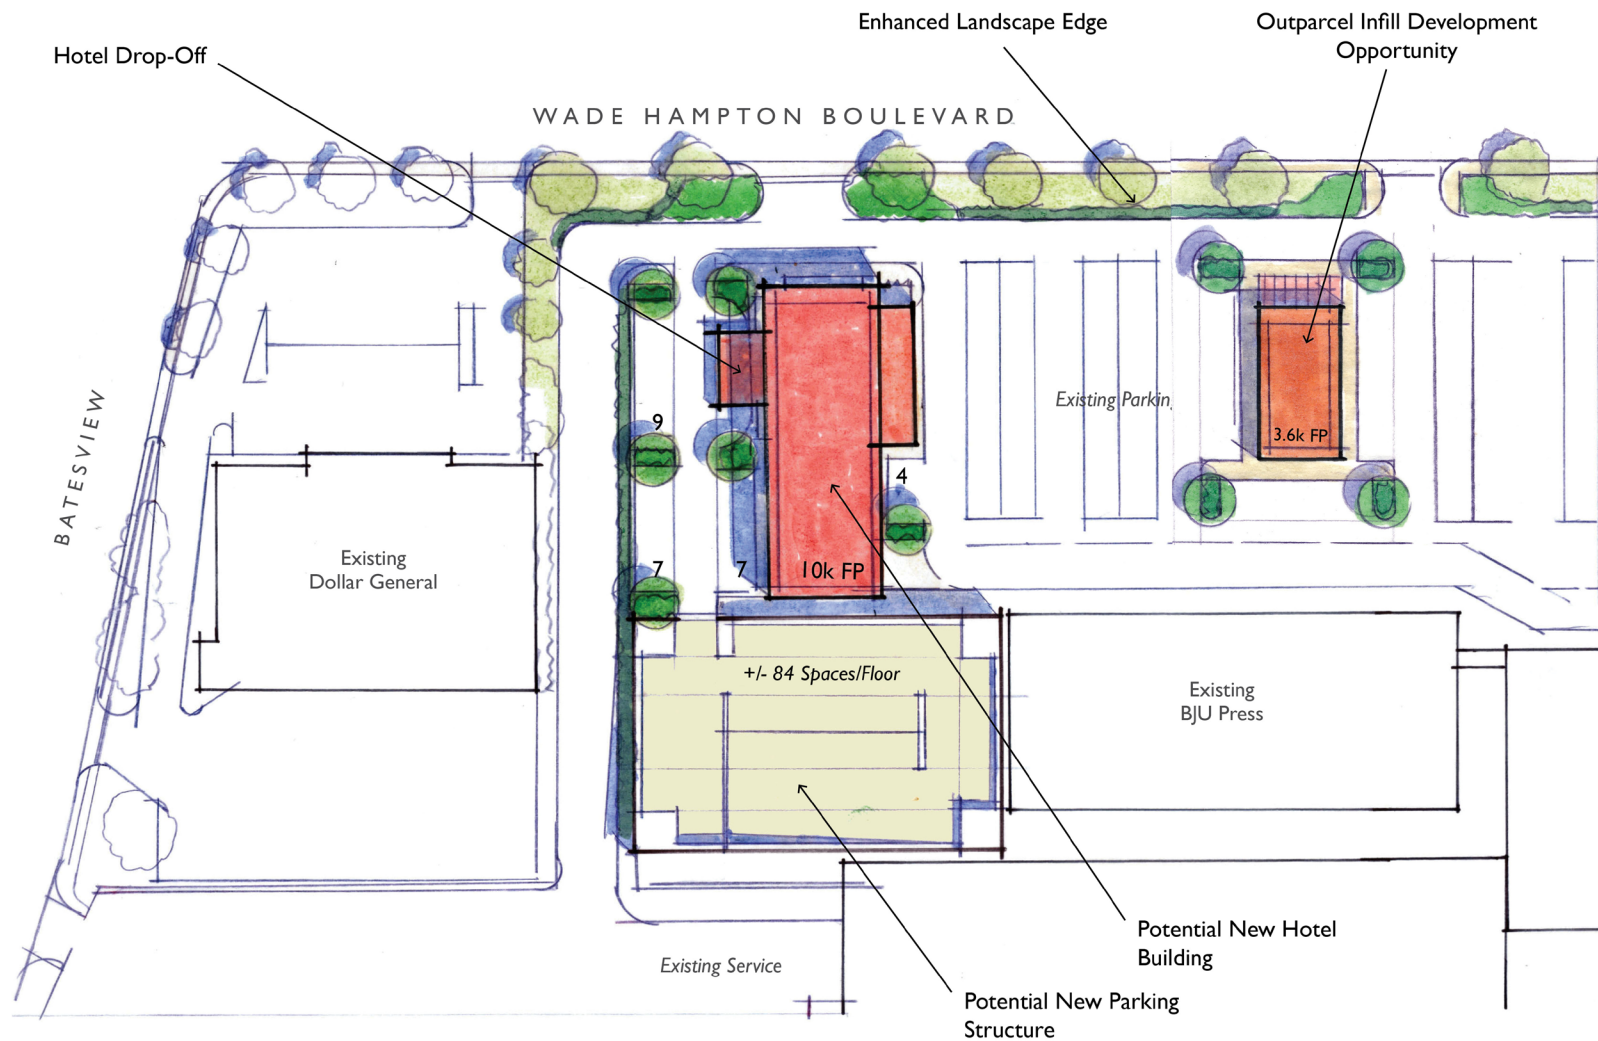 Enhanced Landscape Edge
Outparcel Infill Development
Opportunity
Hotel Drop-Off
WADE HAMPTON BOULEVARD
BATESVIEW
Existing Parkin
9
3.6k FP
4
Existing
Dollar General
7
7
10k FP
+/- 84 Spaces/Floor
Existing
BJU Press
Potential New Hotel
Building
Existing Service
Potential New Parking
Structure